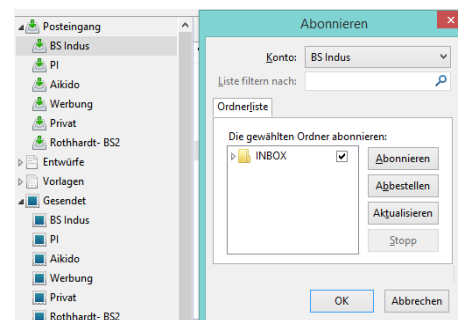 Posteingang
BS Indus
PI
Aikido
Werbung
Privat
Rothhardt- BS2
Entwürfe
Vorlagen
Gesendet
BS Indus
PI
Aikido
Werbung
Privat
Rothhardt- BS2
Abonnieren
Konto: BS Indus
Liste filtern nach:
Ordnerliste
Die gewählten Ordner abonnieren:
INBOX
Abonnieren
Abbestellen
Aktualisieren
Stopp
OK Abbrechen